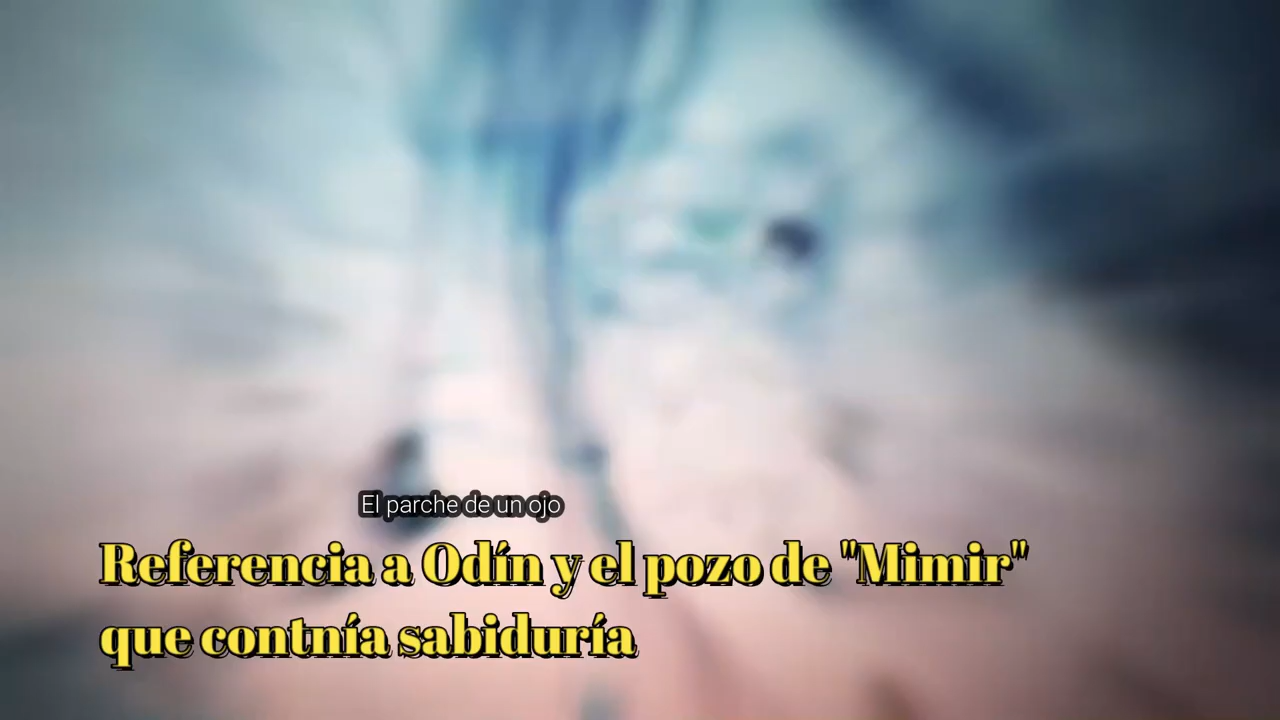 El parche de un ojo
Referencia a Odín y el pozo de "Mimir"
que contnía sabiduría